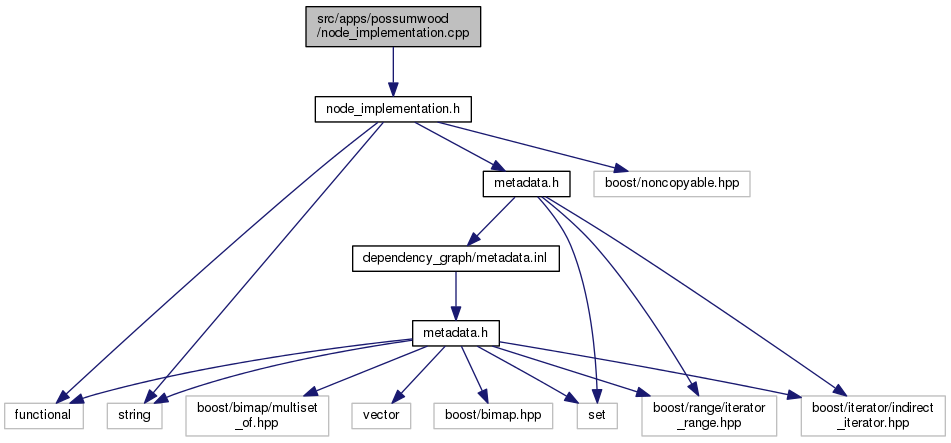 src/apps/possumwood
/node_implementation.cpp
node_implementation.h
metadata.h
boost/noncopyable.hpp
dependency_graph/metadata.inl
metadata.h
functional
string
boost/bimap/multiset
_of.hpp
vector
boost/bimap.hpp
set
boost/range/iterator
_range.hpp
boost/iterator/indirect
_iterator.hpp